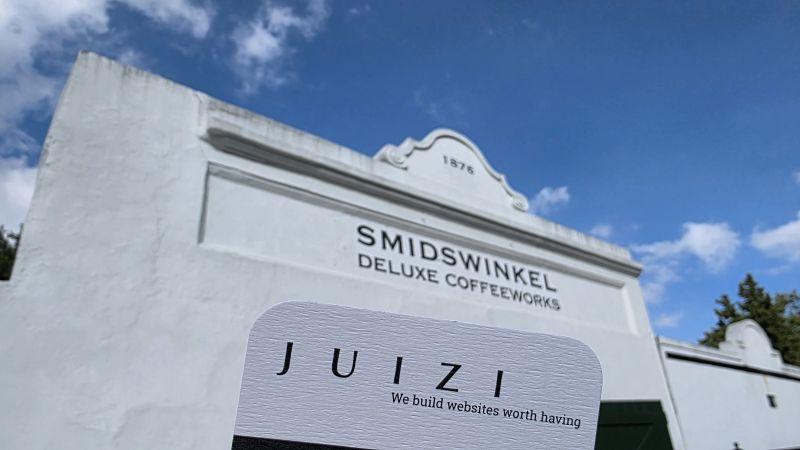 1876
SMIDSWINKEL
DELUXE COFFEEWORKS
JUIZI
We build websites worth having